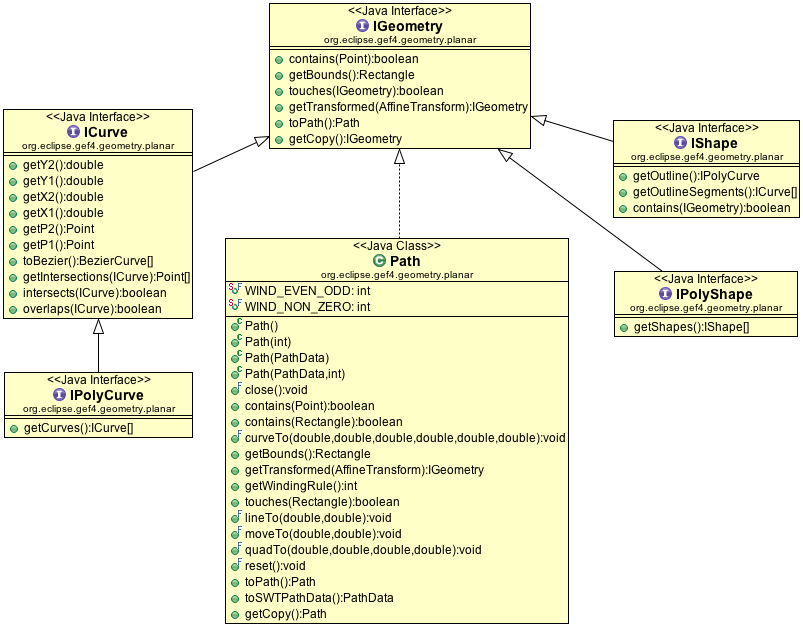 <<Java Interface>>
IGeometry
org.eclipse.gef4.geometry.planar
contains(Point):boolean
getBounds():Rectangle
touches(IGeometry):boolean
getTransformed(AffineTransform):IGeometry
toPath():Path
getCopy():IGeometry
<<Java Interface>>
ICurve
org.eclipse.gef4.geometry.planar
getY2():double
getY1():double
getX2():double
getX1():double
getP2():Point
getP1():Point
toBezier():BezierCurve[]
getIntersections(ICurve):Point[]
intersects(ICurve):boolean
overlaps(ICurve):boolean
<<Java Interface>>
IShape
org.eclipse.gef4.geometry.planar
getOutline():IPolyCurve
getOutlineSegments():ICurve[]
contains(IGeometry):boolean
<<Java Class>>
Path
org.eclipse.gef4.geometry.planar
WIND_EVEN_ODD: int
WIND_NON_ZERO: int
Path()
Path(int)
Path(PathData)
Path(PathData,int)
close():void
contains(Point):boolean
contains(Rectangle):boolean
curveTo(double,double,double,double,double,double):void
getBounds():Rectangle
getTransformed(AffineTransform):IGeometry
getWindingRule():int
touches(Rectangle):boolean
lineTo(double,double):void
moveTo(double,double):void
quadTo(double,double,double,double):void
reset():void
toPath():Path
toSWTPathData():PathData
getCopy():Path
<<Java Interface>>
IPolyShape
org.eclipse.gef4.geometry.planar
getShapes():IShape[]
<<Java Interface>>
IPolyCurve
org.eclipse.gef4.geometry.planar
getCurves():ICurve[]